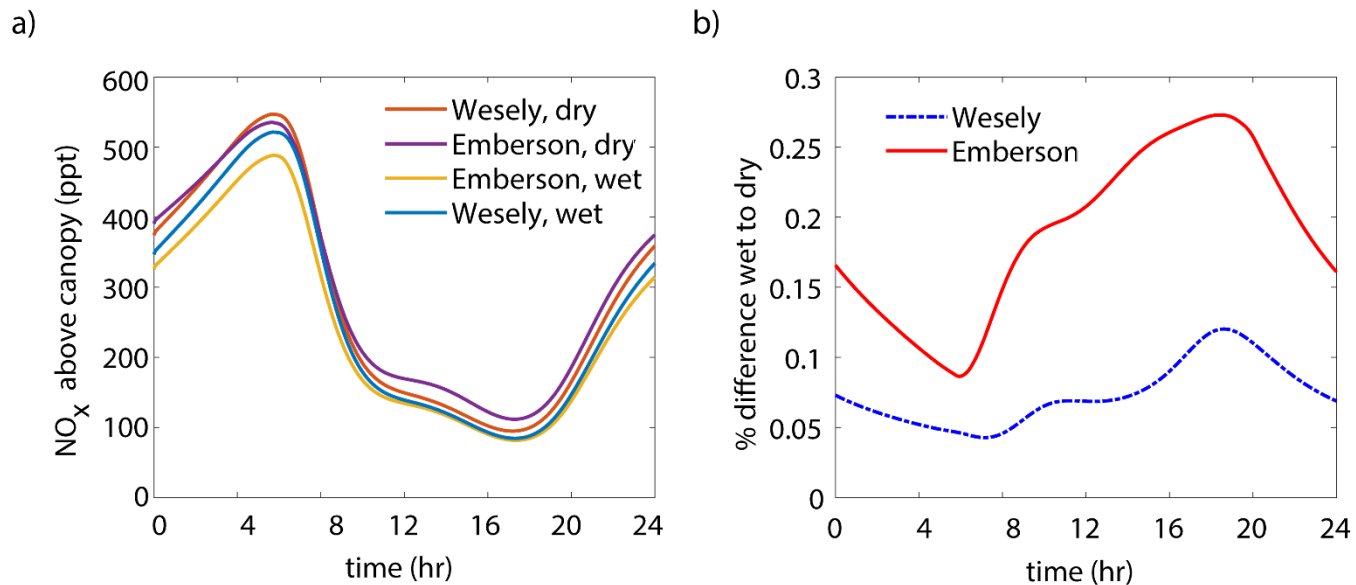 a)
NOx above canopy (ppt)
600
500
400
300
200
100
0
Wesely, dry
Emberson, dry
Emberson, wet
Wesely, wet
0 4 8 12 16 20 24
time (hr)
b)
% difference wet to dry
0.3
0.25
0.2
0.15
0.1
0.05
0
Wesely
Emberson
0 4 8 12 16 20 24
time (hr)